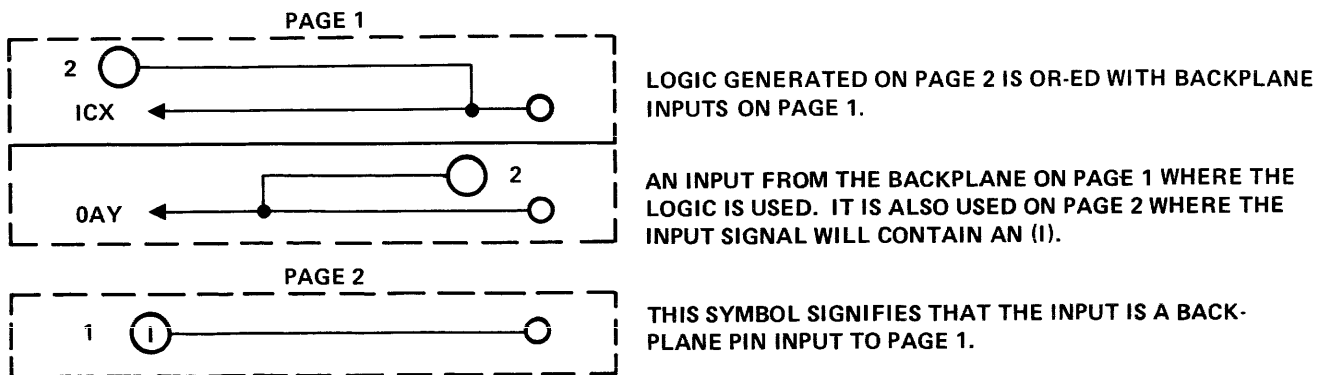 PAGE 1
2
ICX
LOGIC GENERATED ON PAGE 2 IS OR-ED WITH BACKPLANE
INPUTS ON PAGE 1.
2
0AY
AN INPUT FROM THE BACKPLANE ON PAGE 1 WHERE THE
LOGIC IS USED. IT IS ALSO USED ON PAGE 2 WHERE THE
INPUT SIGNAL WILL CONTAIN AN (I).
PAGE 2
1 I
THIS SYMBOL SIGNIFIES THAT THE INPUT IS A BACK-
PLANE PIN INPUT TO PAGE 1.